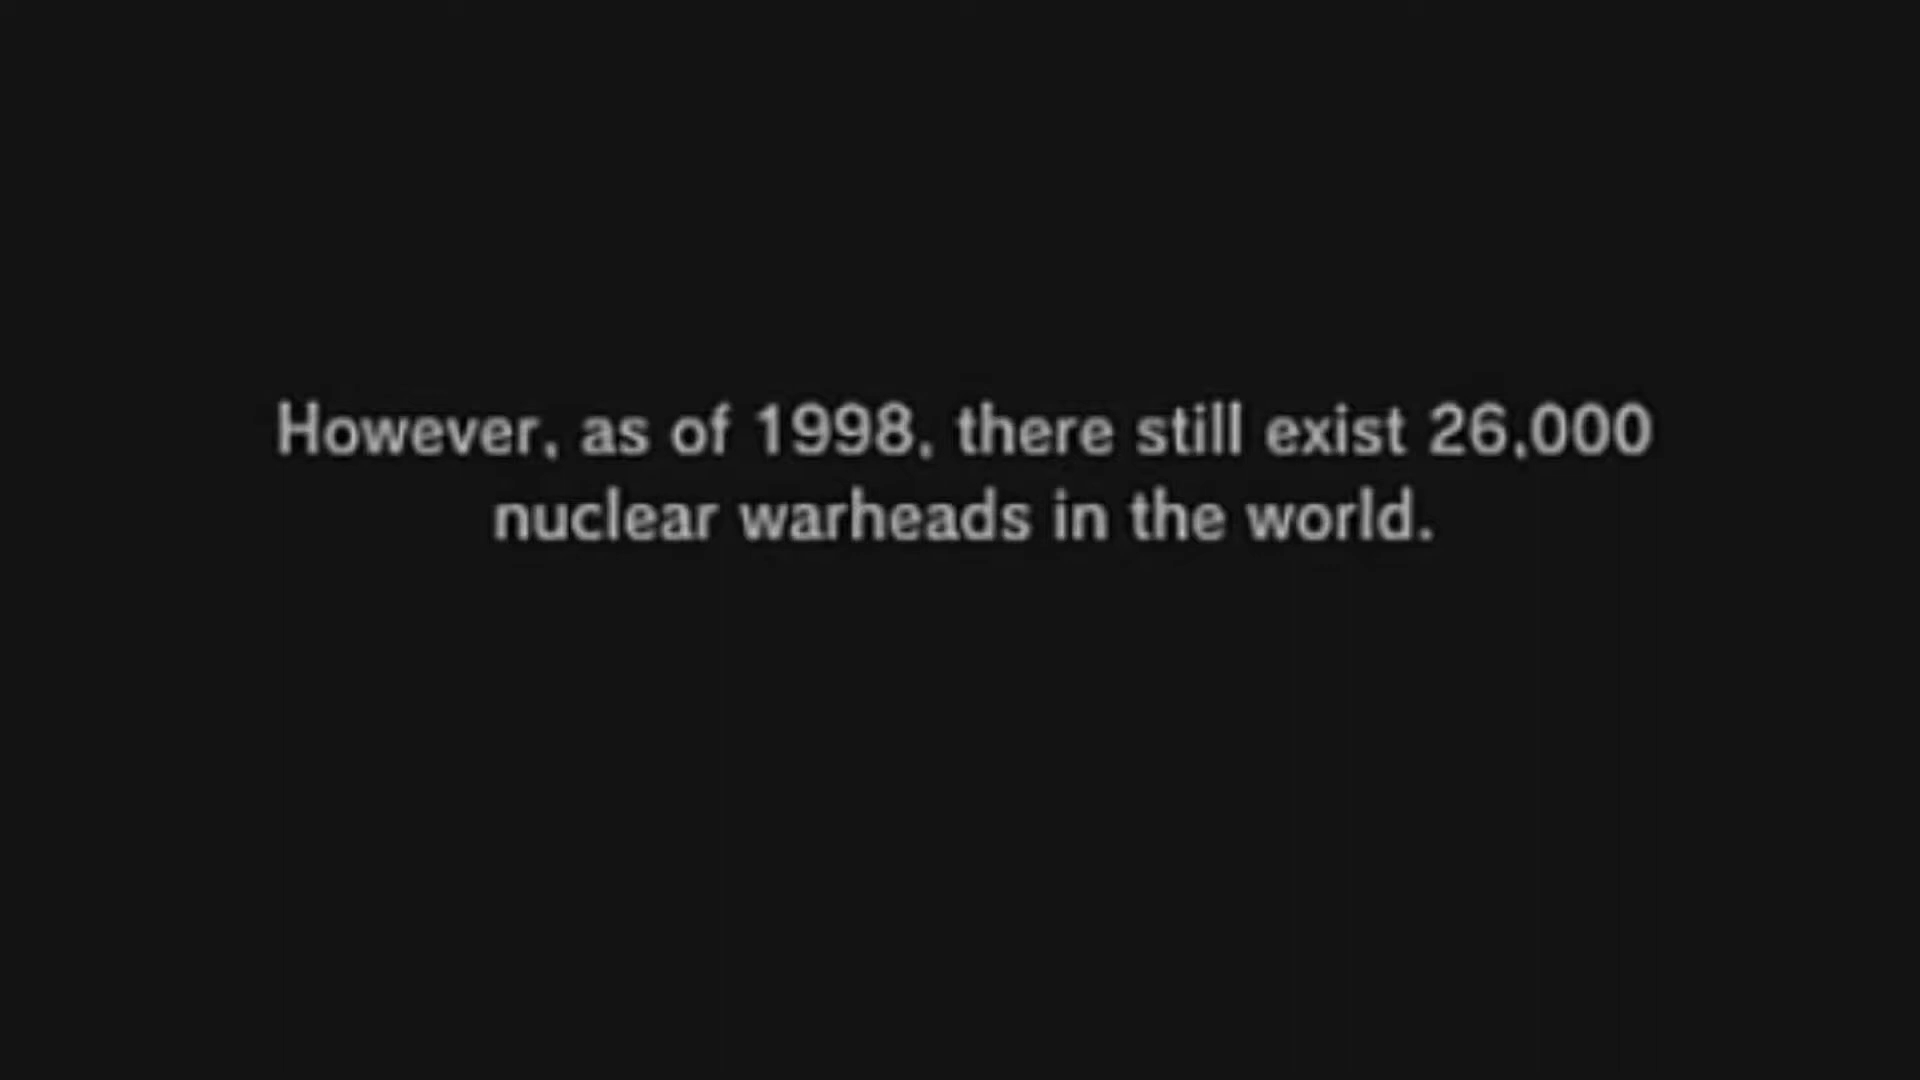 However, as of 1998, there still exist 26,000
nuclear warheads in the world.